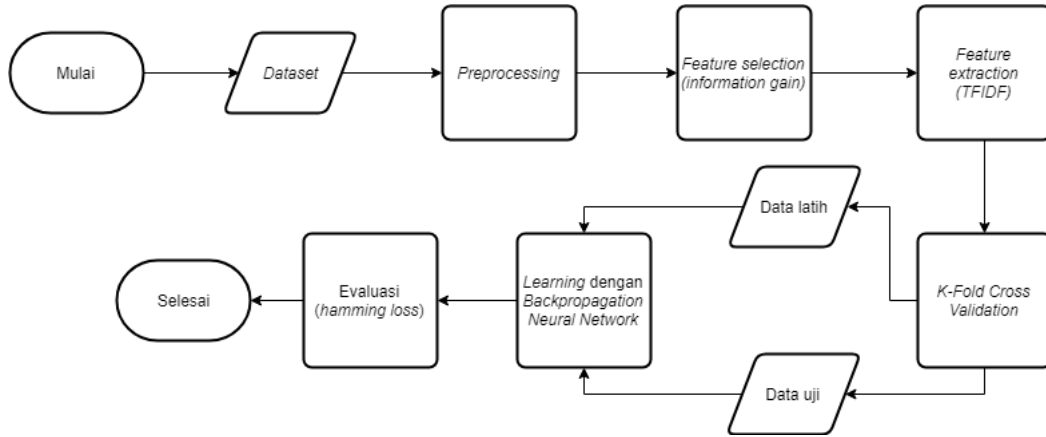 Mulai
Dataset
Preprocessing
Feature selection
(information gain)
Feature
extraction
(TFIDF)
K-Fold Cross
Validation
Data latih
Data uji
Learning dengan
Backpropagation
Neural Network
Evaluasi
(hamming loss)
Selesai